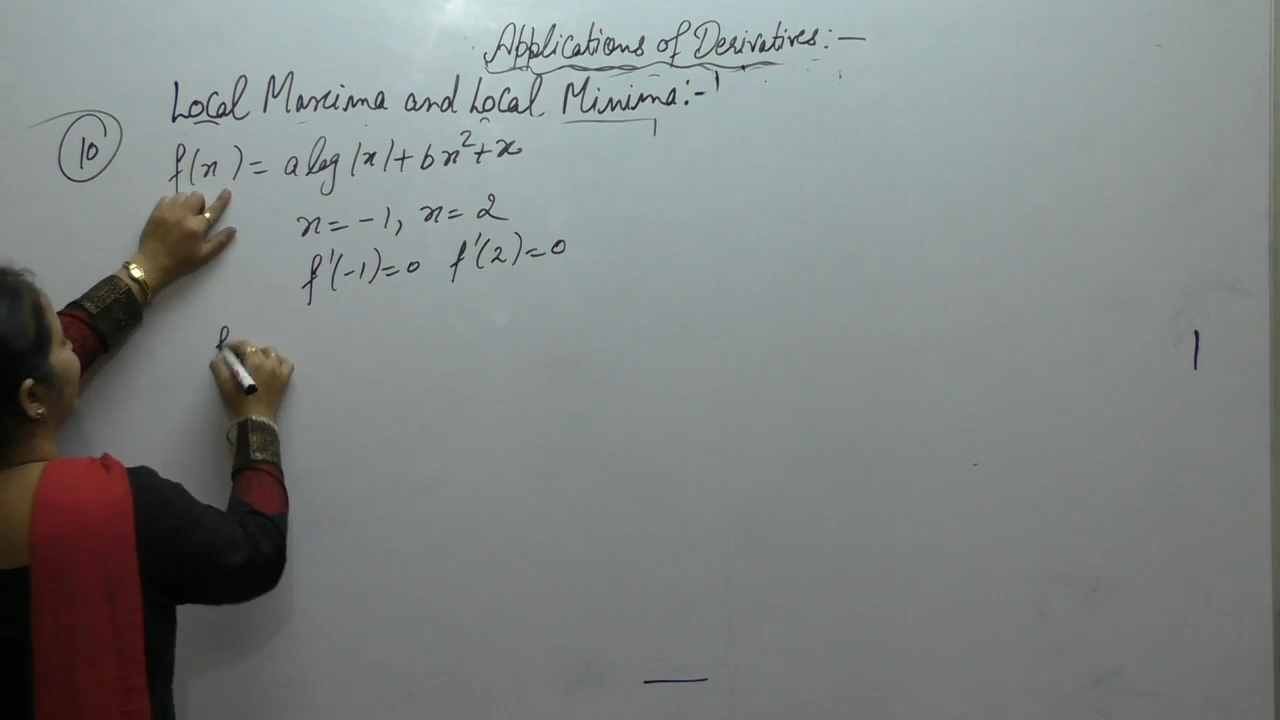 Applications of Derivatives:-
Local Maxima and Local Minima:-
10
f(x) = a log |x| + bx² + x
x = -1, x = 2
f'(-1) = 0 f'(2) = 0
f